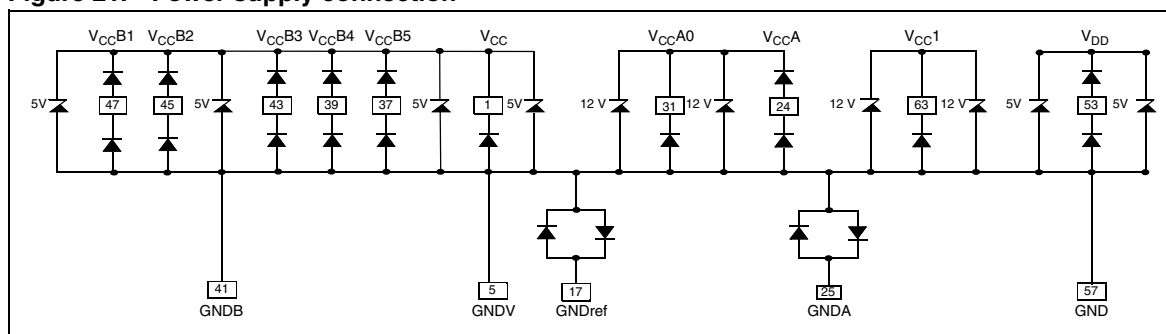 Figure Power supply connection
VCCB1 VCCB2 VCCB3 VCCB4 VCCB5 VCC VCCA0 VCCA VCC1 VDD
5V 47 45 5V 43 39 37 5V 1 5V 12 V 31 12 V 24 12 V 63 12 V 5V 53 5V
41 5 17 25 57
GNDB GNDV GNDref GNDA GND